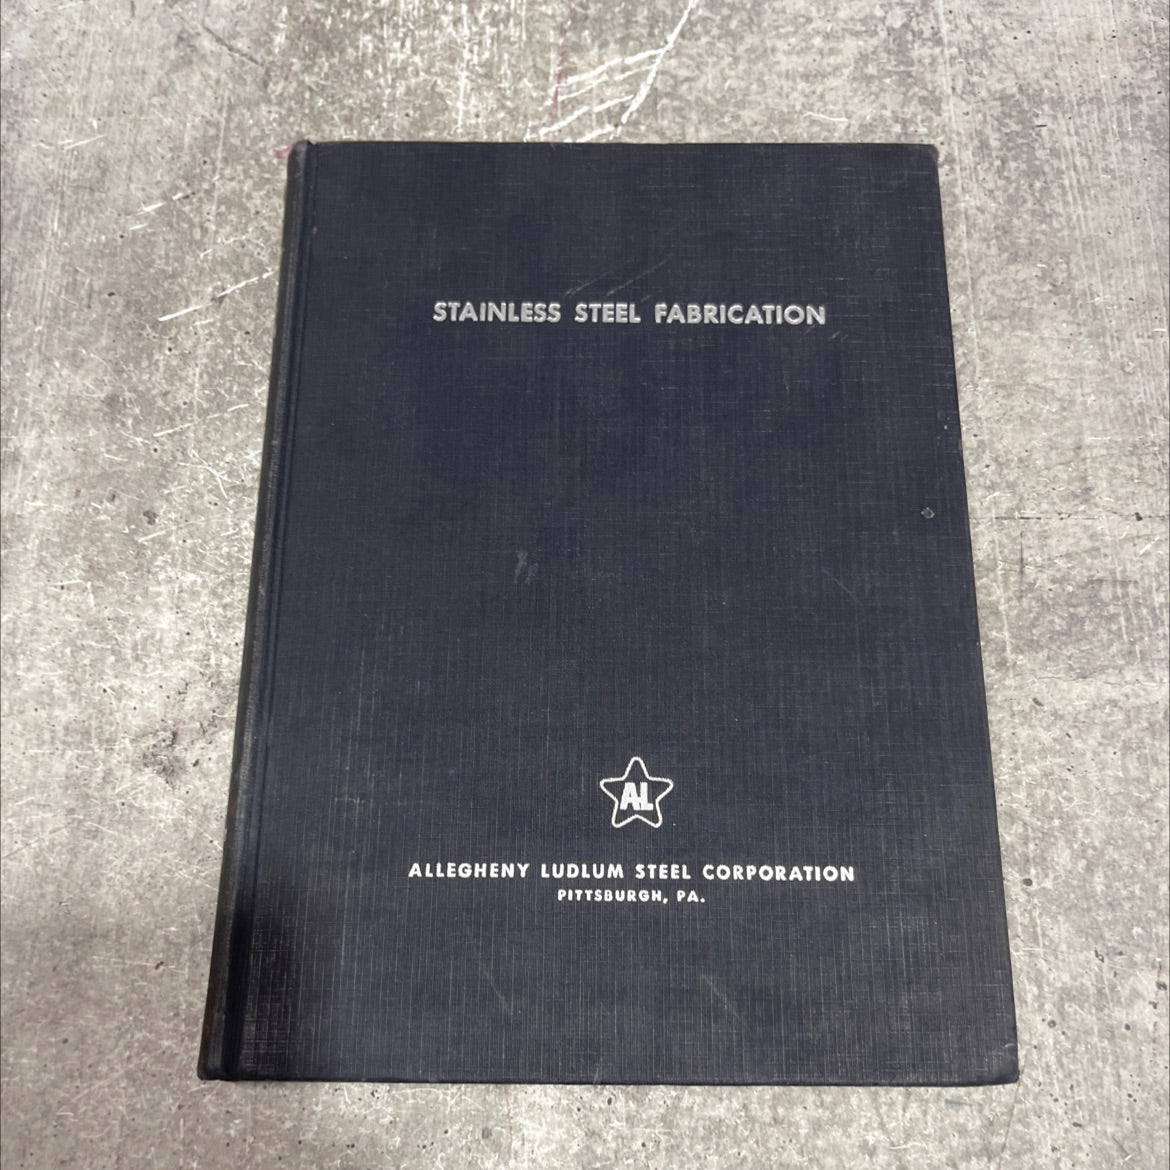 STAINLESS STEEL FABRICATION
AL
ALLEGHENY LUDLUM STEEL CORPORATION
PITTSBURGH, PA.